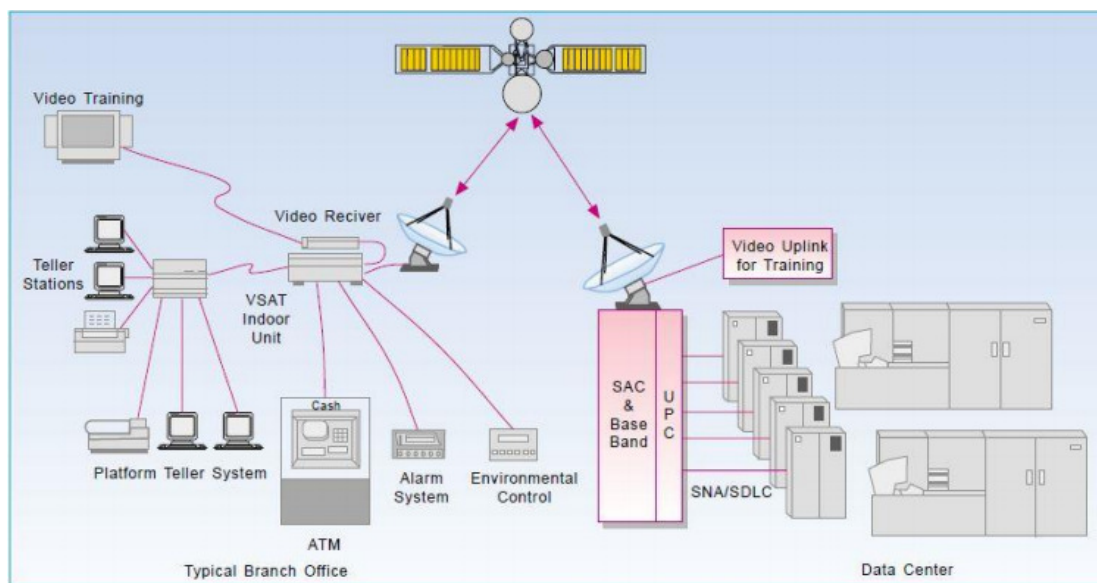 Video Training
Video Reciver
Teller
Stations
VSAT
Indoor
Unit
Video Uplink
for Training
SAC
&
Base
Band
UPC
Cash
Platform Teller System
Alarm
System
Environmental
Control
SNA/SDLC
ATM
Typical Branch Office
Data Center